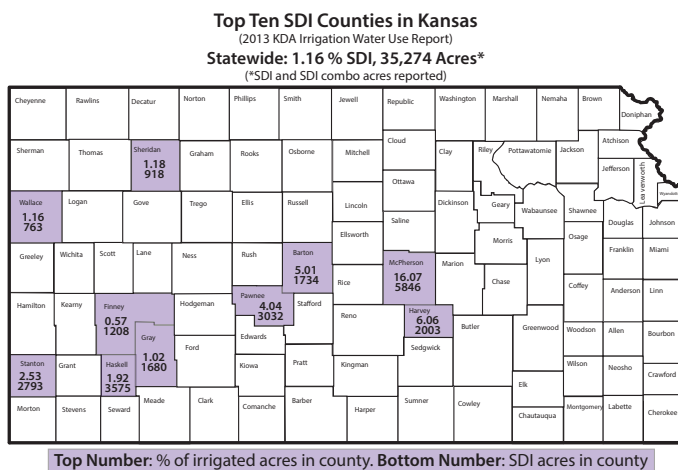 Top Ten SDI Counties in Kansas
(2013 KDA Irrigation Water Use Report)
Statewide: 1.16 % SDI, 35,274 Acres*
(*SDI and SDI combo acres reported)
Cheyenne
Rawlins
Decatur
Norton
Phillips
Smith
Jewell
Republic
Washington
Marshall
Nemaha
Brown
Doniphan
Sherman
Thomas
Sheridan
1.18
918
Graham
Rooks
Osborne
Mitchell
Cloud
Clay
Riley
Pottawatomie
Jackson
Atchison
Jefferson
Leavenworth
Wyandotte
Ottawa
Wallace
1.16
763
Logan
Gove
Trego
Ellis
Russell
Lincoln
Saline
Dickinson
Geary
Wabaunsee
Shawnee
Douglas
Johnson
Ellsworth
Morris
Osage
Franklin
Miami
Greeley
Wichita
Scott
Lane
Ness
Rush
Barton
5.01
1734
Rice
McPherson
16.07
5846
Marion
Chase
Lyon
Coffey
Anderson
Linn
Hamilton
Kearny
Finney
0.57
1208
Hodgeman
Pawnee
4.04
3032
Stafford
Reno
Harvey
6.06
2003
Butler
Greenwood
Woodson
Allen
Bourbon
Gray
1.02
1680
Ford
Edwards
Sedgwick
Stanton
2.53
2793
Grant
Haskell
1.92
3575
Kiowa
Pratt
Kingman
Elk
Wilson
Neosho
Crawford
Morton
Stevens
Seward
Meade
Clark
Comanche
Barber
Harper
Sumner
Cowley
Chautauqua
Montgomery
Labette
Cherokee
Top Number: % of irrigated acres in county. Bottom Number: SDI acres in county